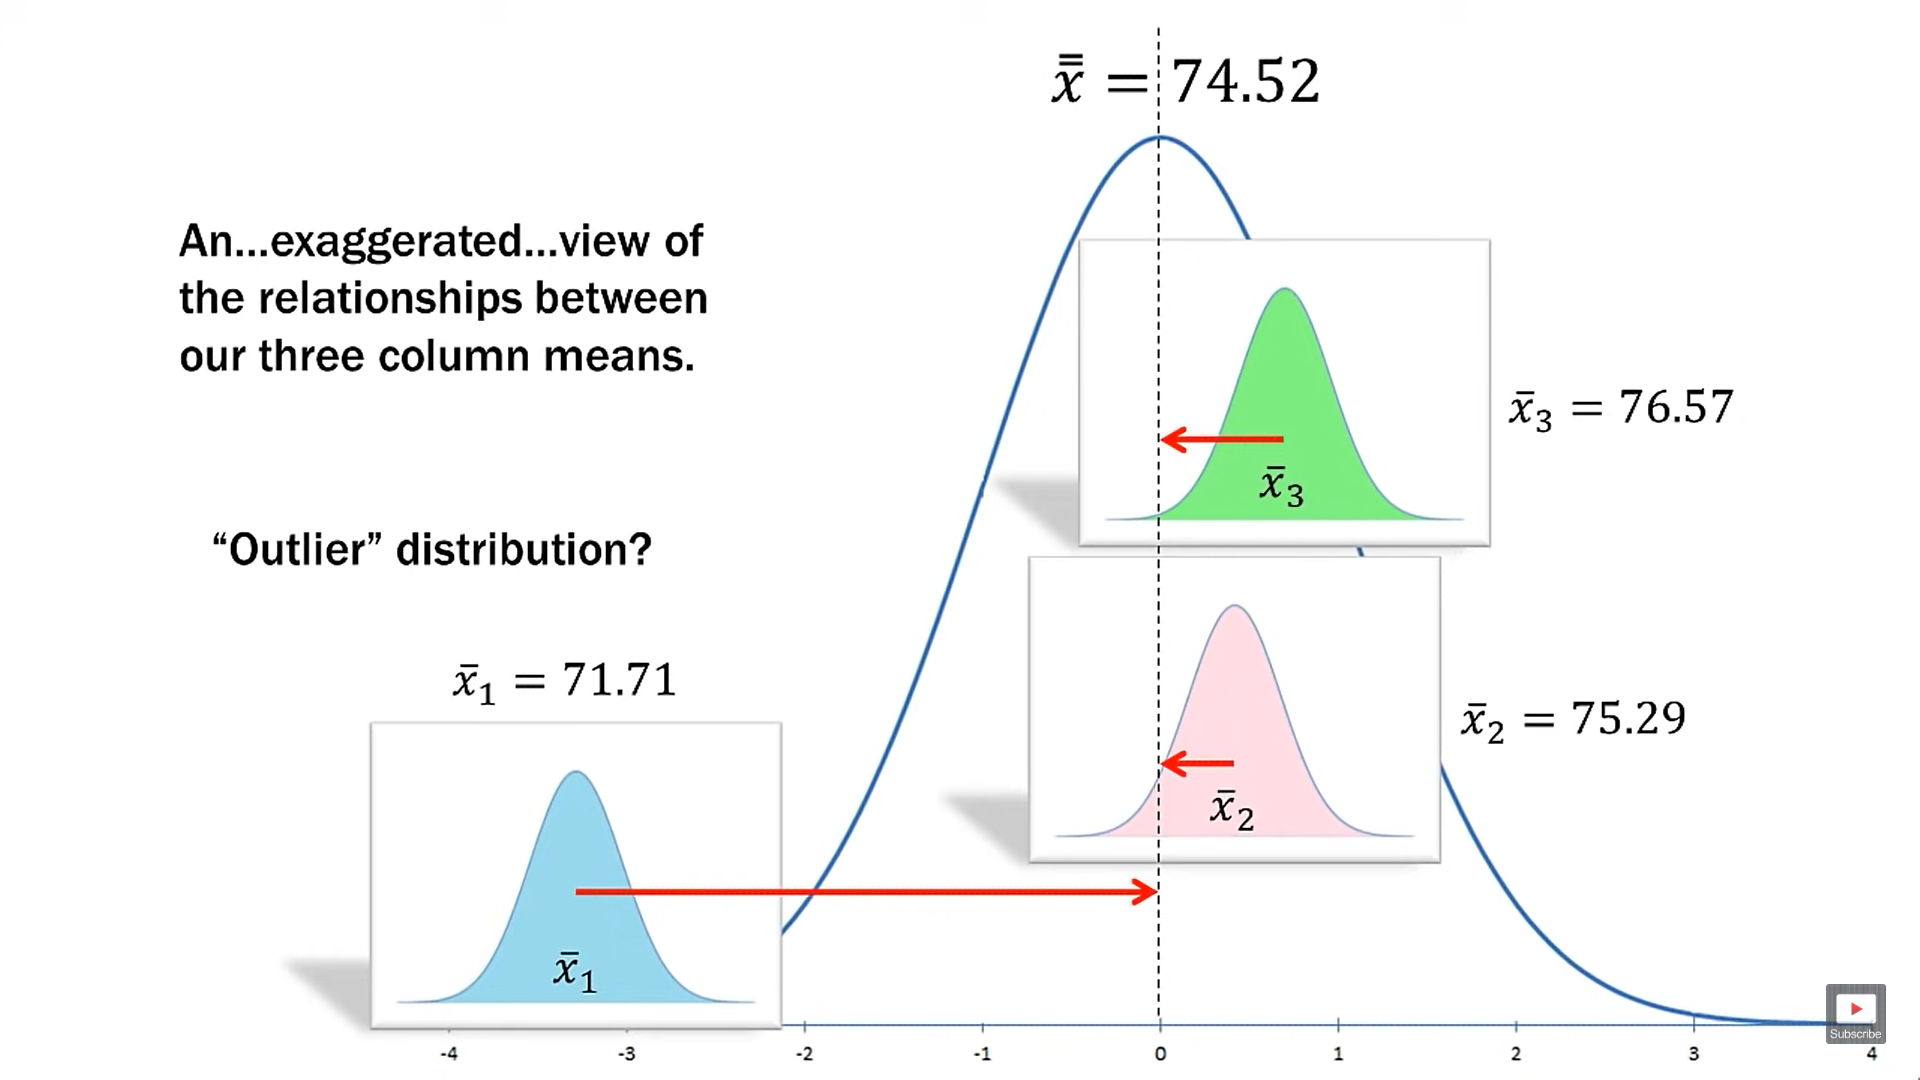 x̿ = 74.52
An...exaggerated...view of
the relationships between
our three column means.
x̄₃ = 76.57
x̄₃
“Outlier” distribution?
x̄₁ = 71.71
x̄₂ = 75.29
x̄₂
x̄₁
Subscribe
-4 -3 -2 -1 0 1 2 3 4